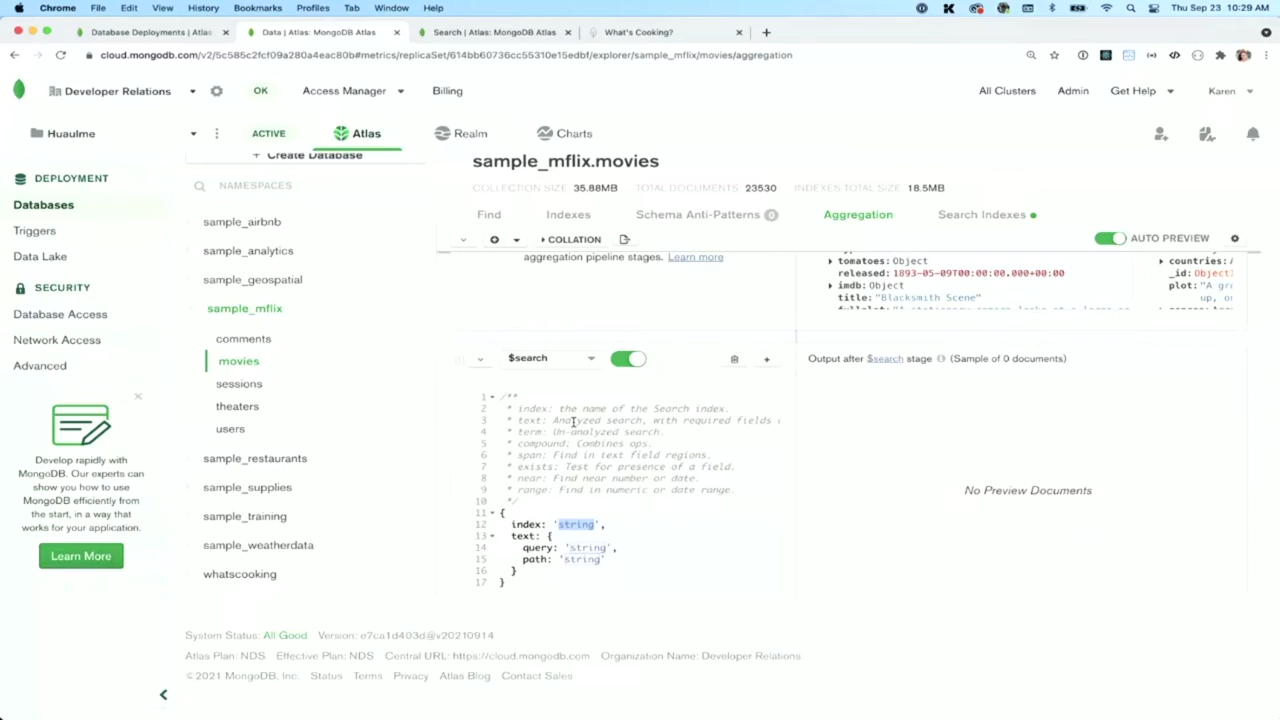 Chrome File Edit View History Bookmarks Profiles Tab Window Help Thu Sep 23 10:29 AM
Database Deployments | Atlas: Data | Atlas: MongoDB Atlas Search | Atlas: MongoDB Atlas What's Cooking?
cloud.mongodb.com/v2/5c585c2fcf09a280a4eac80b#metrics/replicaSet/614bb60736cc55310e15edbf/explorer/sample_mflix/movies/aggregation
Developer Relations OK Access Manager Billing All Clusters Admin Get Help Karen
Huaulme ACTIVE Atlas Realm Charts
+ Create Database
NAMESPACES
sample_airbnb
sample_analytics
sample_geospatial
sample_mflix
comments
movies
sessions
theaters
users
sample_restaurants
sample_supplies
sample_training
sample_weatherdata
whatscooking
DEPLOYMENT
Databases
Triggers
Data Lake
SECURITY
Database Access
Network Access
Advanced
Develop rapidly with
MongoDB. Our experts can
show you how to use
MongoDB efficiently from
the start, in a way that
works for your application.
Learn More
sample_mflix.movies
COLLECTION SIZE 35.88MB TOTAL DOCUMENTS 23530 INDEXES TOTAL SIZE 18.5MB
Find Indexes Schema Anti-Patterns 0 Aggregation Search Indexes
COLLATION AUTO PREVIEW
aggregation pipeline stages. Learn more
tomatoes: Object
released: 1893-05-09T00:00:00.000+00:00
imdb: Object
title: "Blacksmith Scene"
countries:
_id: Object
plot: "A gr
up, or
$search
Output after $search stage (Sample of 0 documents)
1 /**
2 * index: the name of the Search index.
3 * text: Analyzed search, with required fields
4 * term: Un-analyzed search.
5 * compound: Combines ops.
6 * span: Find in text field regions.
7 * exists: Test for presence of a field.
8 * near: Find near number or date.
9 * range: Find in numeric or date range.
10 */
11 {
12 index: 'string',
13 text: {
14 query: 'string',
15 path: 'string'
16 }
17 }
No Preview Documents
System Status: All Good Version: e7ca1d403d@v20210914
Atlas Plan: NDS Effective Plan: NDS Central URL: https://cloud.mongodb.com Organization Name: Developer Relations
© 2021 MongoDB, Inc. Status Terms Privacy Atlas Blog Contact Sales